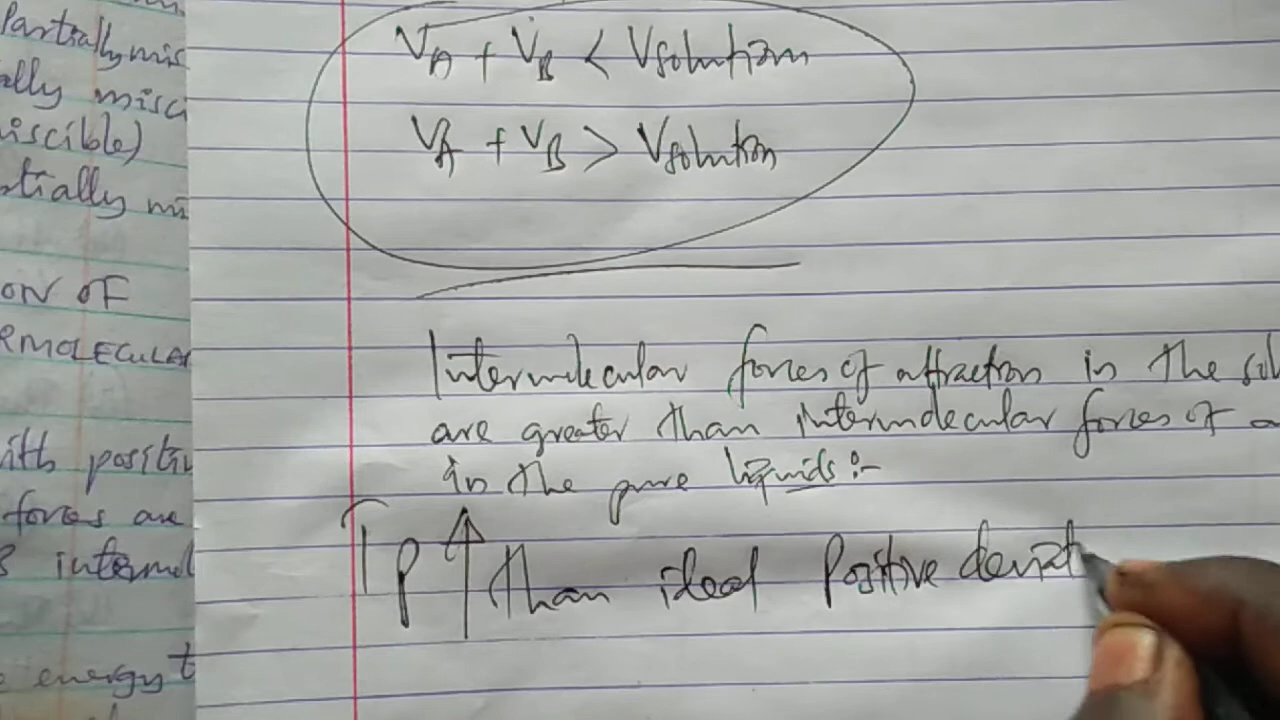 Partially mis
ally misc
iscible)
tially mi
ON OF
RMOLECULAR
ith positiv
forces are
B intermol
energy t
VA + VB < Vsolution
VA + VB > Vsolution
Intermolecular forces of attraction in the sol
are greater than intermolecular forces of a
in the pure liquids:-
P↑ than ideal Positive deviat